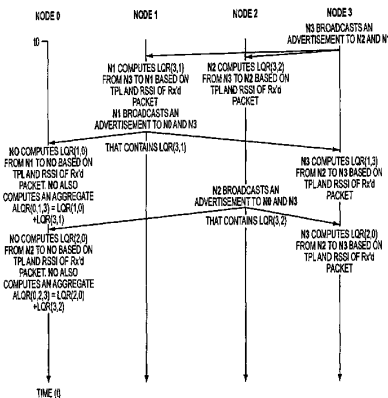 NODE 0
NODE 1
NODE 2
NODE 3
t0
N3 BROADCASTS AN
ADVERTISEMENT TO N2 AND N1
N1 COMPUTES LQR(3,1)
FROM N3 TO N1 BASED ON
TPL AND RSSI OF Rx'd
PACKET
N2 COMPUTES LQR(3,2)
FROM N3 TO N2 BASED ON
TPL AND RSSI OF Rx'd
PACKET
N1 BROADCASTS AN
ADVERTISEMENT TO N0 AND N3
THAT CONTAINS LQR(3,1)
NO COMPUTES LQR(1,0)
FROM N1 TO NO BASED ON
TPL AND RSSI OF Rx'd
PACKET. NO ALSO
COMPUTES AN AGGREGATE
ALQR(0,1,3) = LQR(1,0)
+LQR(3,1)
N3 COMPUTES LQR(1,3)
FROM N2 TO N3 BASED ON
TPL AND RSSI OF Rx'd
PACKET
N2 BROADCASTS AN
ADVERTISEMENT TO N0 AND N3
THAT CONTAINS LQR(3,2)
NO COMPUTES LQR(2,0)
FROM N2 TO NO BASED ON
TPL AND RSSI OF Rx'd
PACKET. NO ALSO
COMPUTES AN AGGREGATE
ALQR(0,2,3) = LQR(2,0)
+LQR(3,2)
N3 COMPUTES LQR(2,0)
FROM N2 TO N3 BASED ON
TPL AND RSSI OF Rx'd
PACKET
TIME (t)